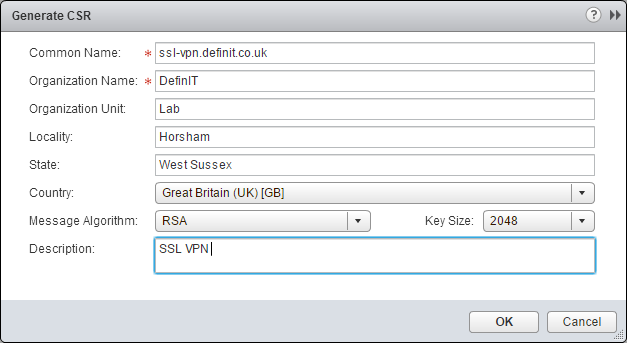 Generate CSR ? »
Common Name: * ssl-vpn.definit.co.uk
Organization Name: * DefinIT
Organization Unit: Lab
Locality: Horsham
State: West Sussex
Country: Great Britain (UK) [GB]
Message Algorithm: RSA Key Size: 2048
Description: SSL VPN
OK Cancel